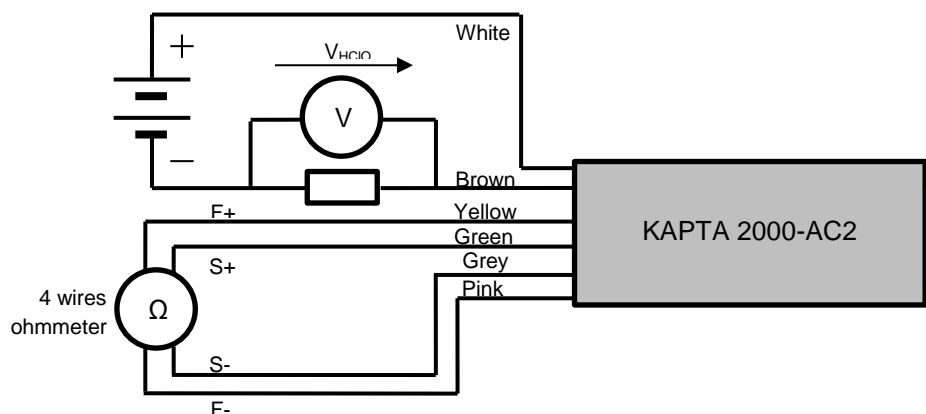 White
+
VHClO
V
–
Brown
F+
Yellow
Green
S+
Grey
Pink
KAPTA 2000-AC2
4 wires
ohmmeter
Ω
S-
F-